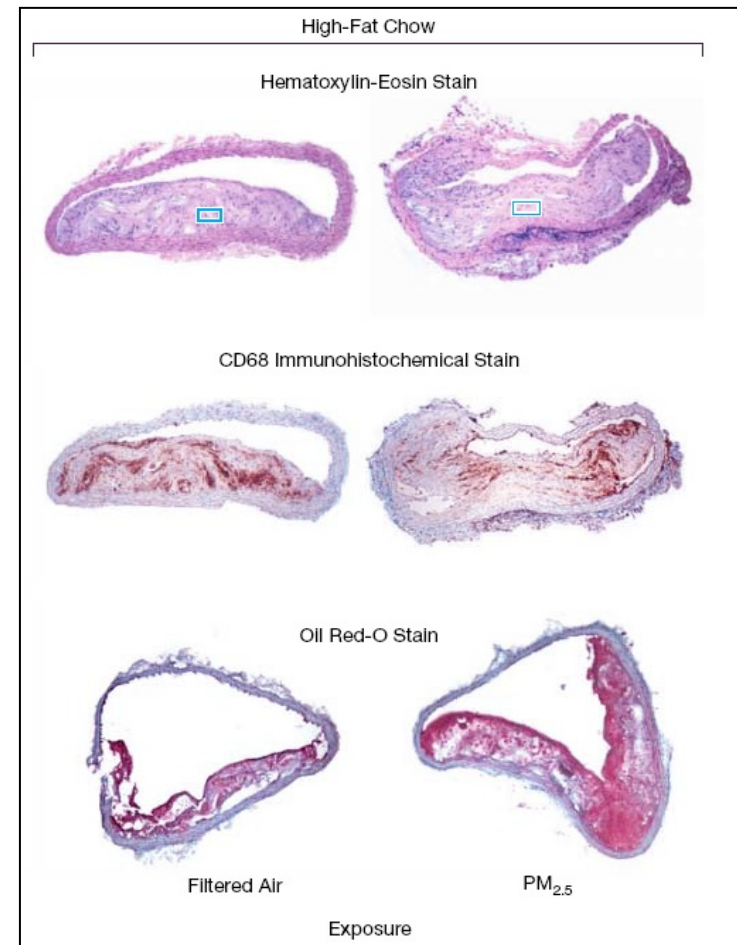 High-Fat Chow
Hematoxylin-Eosin Stain
CD68 Immunohistochemical Stain
Oil Red-O Stain
Filtered Air
PM2.5
Exposure